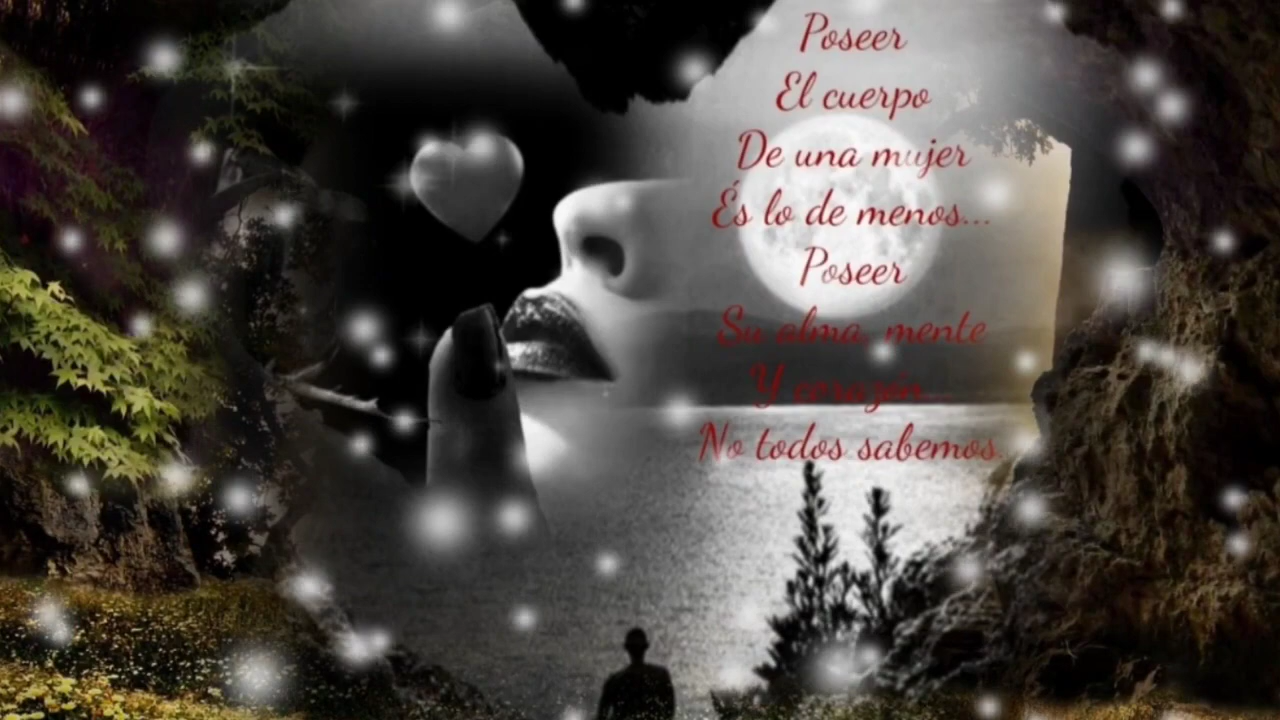 Poseer
El cuerpo
De una mujer
És lo de menos...
Poseer
Su alma, mente
Y corazón...
No todos sabemos.